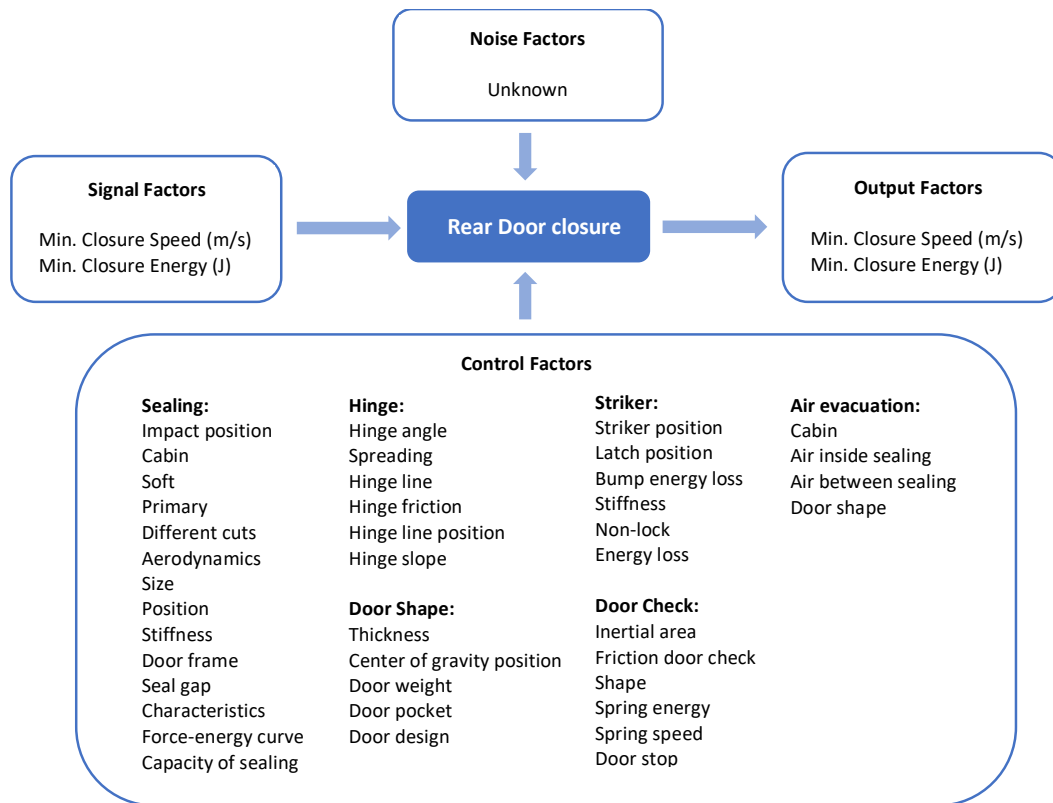 Noise Factors
Unknown
Signal Factors
Min. Closure Speed (m/s)
Min. Closure Energy (J)
Rear Door closure
Output Factors
Min. Closure Speed (m/s)
Min. Closure Energy (J)
Control Factors
Sealing:
Impact position
Cabin
Soft
Primary
Different cuts
Aerodynamics
Size
Position
Stiffness
Door frame
Seal gap
Characteristics
Force-energy curve
Capacity of sealing
Hinge:
Hinge angle
Spreading
Hinge line
Hinge friction
Hinge line position
Hinge slope
Door Shape:
Thickness
Center of gravity position
Door weight
Door pocket
Door design
Striker:
Striker position
Latch position
Bump energy loss
Stiffness
Non-lock
Energy loss
Door Check:
Inertial area
Friction door check
Shape
Spring energy
Spring speed
Door stop
Air evacuation:
Cabin
Air inside sealing
Air between sealing
Door shape